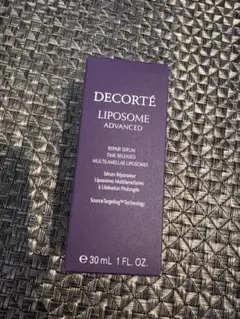 DECORTÉ
LIPOSOME
ADVANCED
REPAIR SERUM
TIME RELEASED
MULTILAMELLAR LIPOSOMES
Sérum Réparateur
Liposomes Multilamellaires
à Libération Prolongée
SourceTargeting™ Technology
℮ 30 mL 1 FL. OZ.